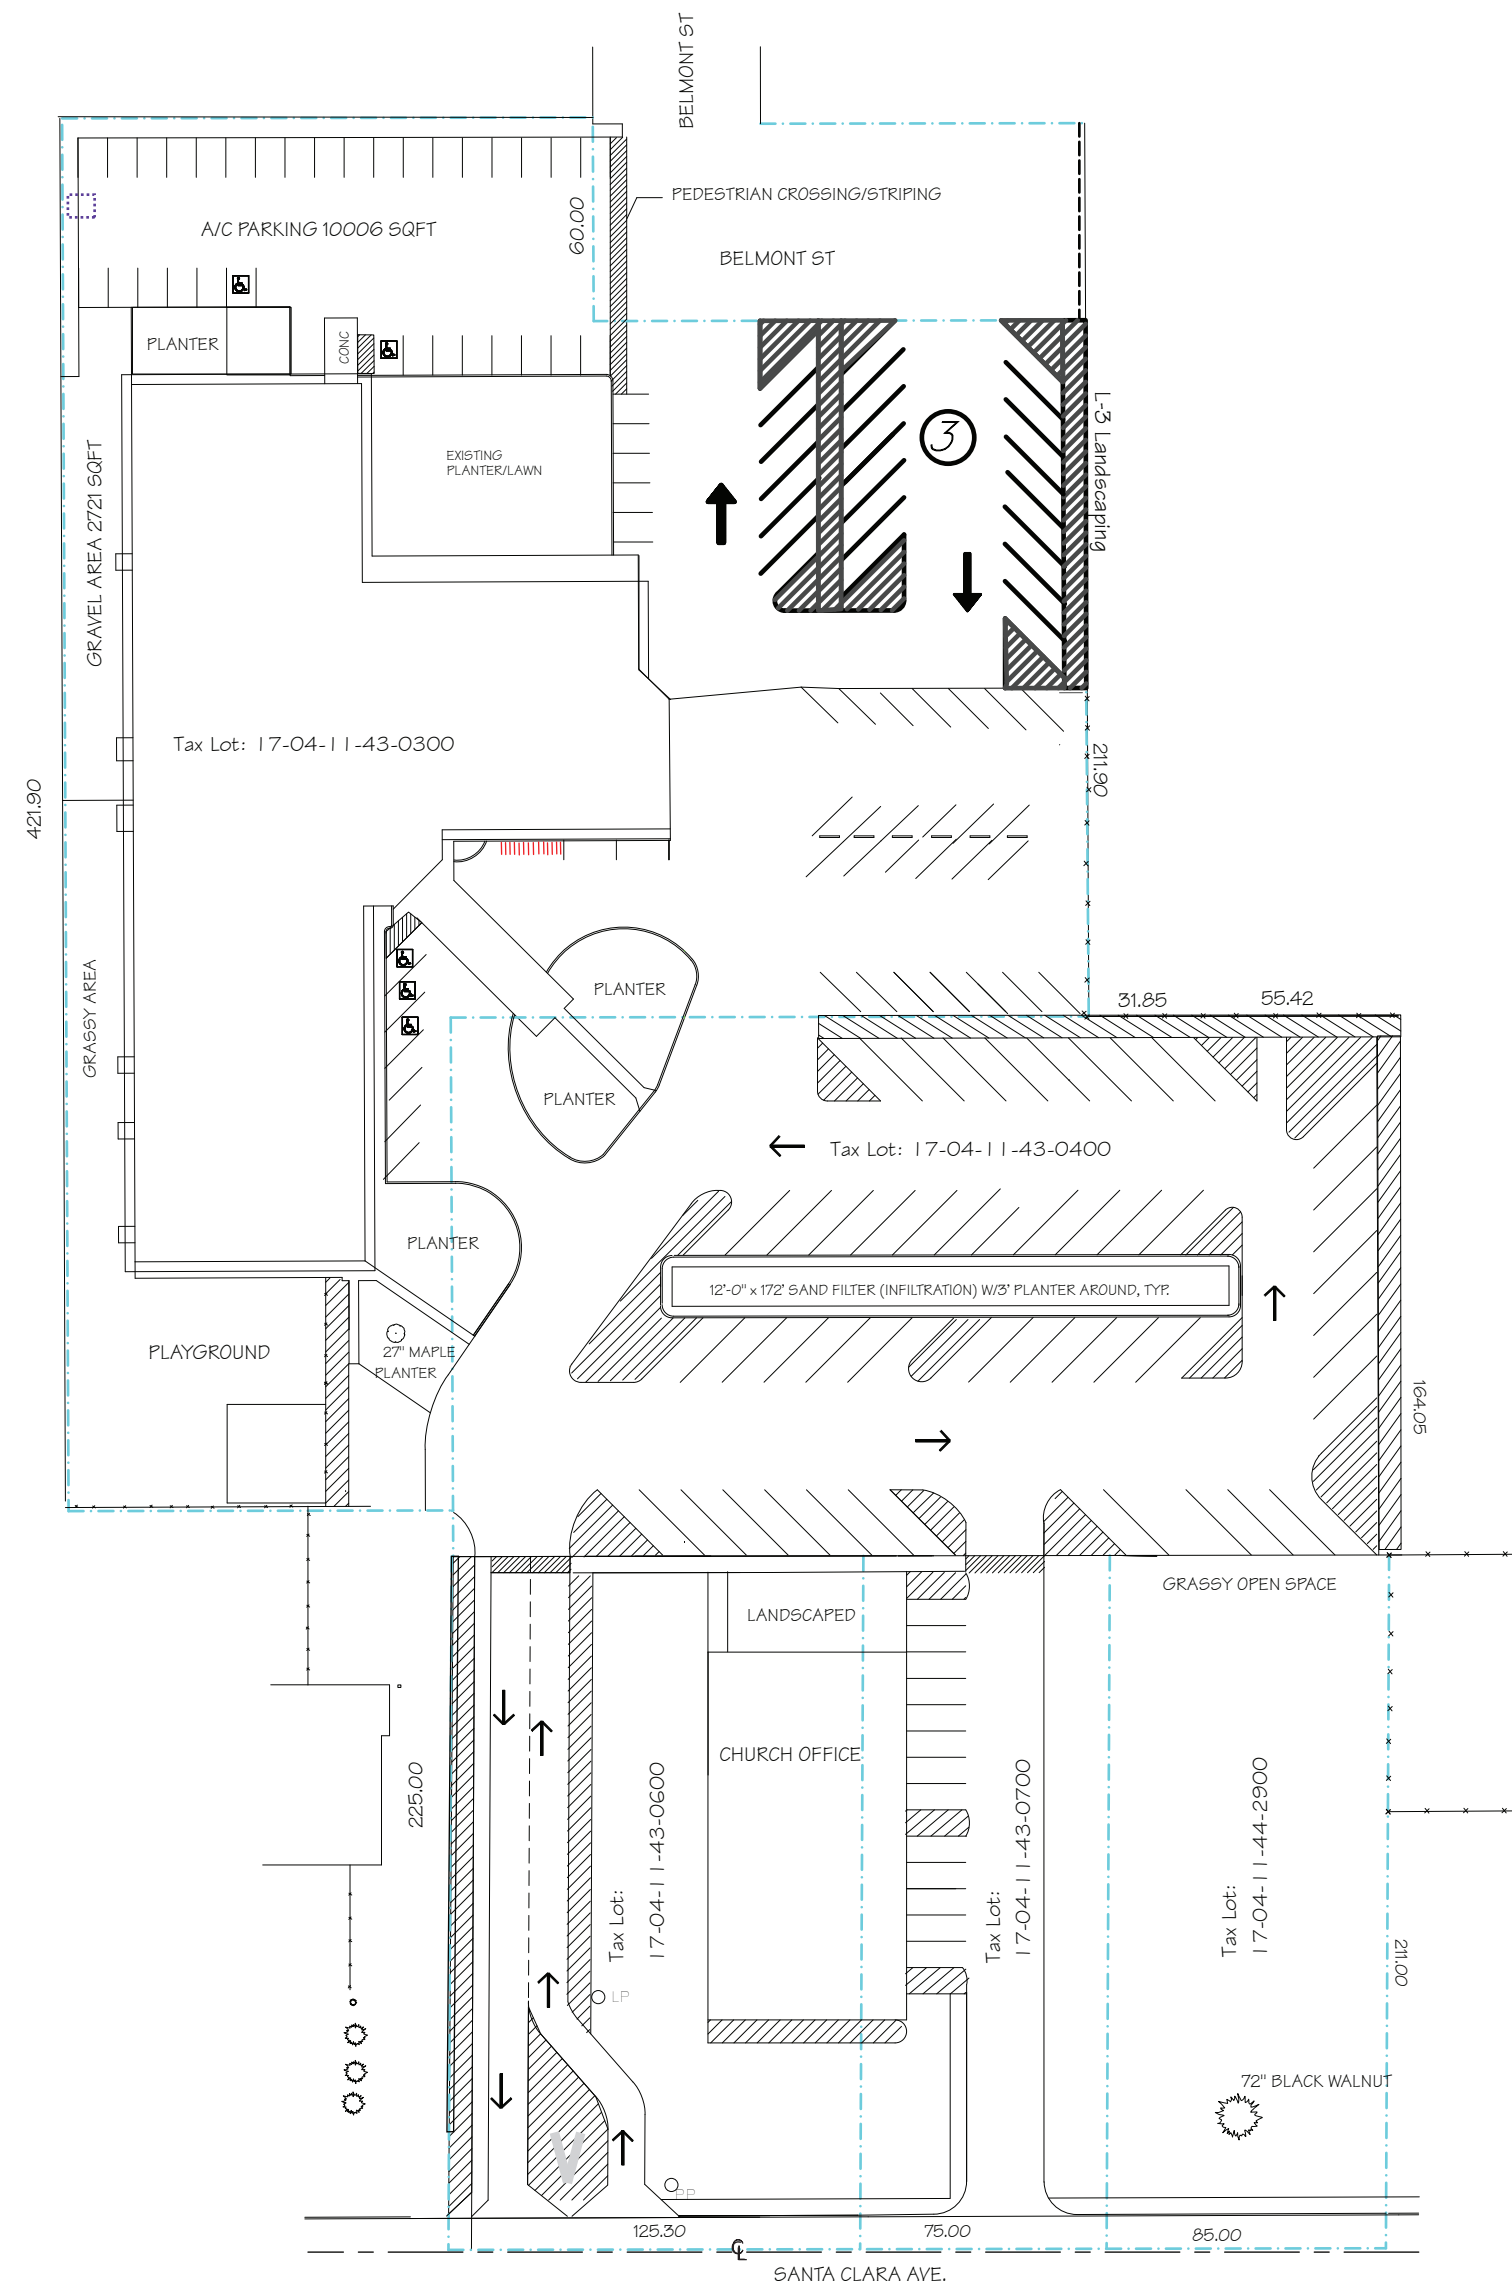 BELMONT ST
PEDESTRIAN CROSSING/STRIPING
A/C PARKING 10006 SQFT
60.00
BELMONT ST
PLANTER
CONC
3
L-3 Landscaping
EXISTING
PLANTER/LAWN
GRAVEL AREA 2721 SQFT
Tax Lot: 17-04-11-43-0300
211.90
421.90
GRASSY AREA
PLANTER
31.85
55.42
PLANTER
Tax Lot: 17-04-11-43-0400
PLANTER
12'-0" x 172' SAND FILTER (INFILTRATION) W/3' PLANTER AROUND, TYP.
PLAYGROUND
27" MAPLE
PLANTER
164.05
GRASSY OPEN SPACE
LANDSCAPED
CHURCH OFFICE
225.00
Tax Lot:
17-04-11-43-0600
Tax Lot:
17-04-11-43-0700
Tax Lot:
17-04-11-44-2900
211.00
LP
72" BLACK WALNUT
V
PP
125.30
75.00
85.00
CL
SANTA CLARA AVE.